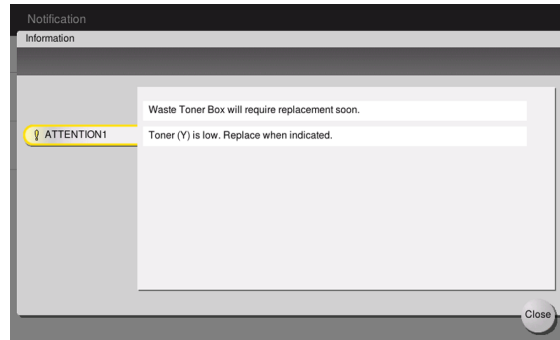 Notification
Information
Waste Toner Box will require replacement soon.
ATTENTION1
Toner (Y) is low. Replace when indicated.
Close